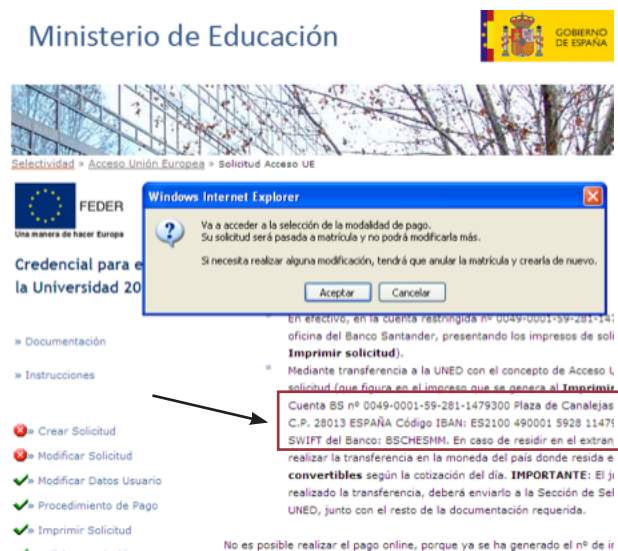 Ministerio de Educación
GOBIERNO
DE ESPAÑA
Selectividad » Acceso Unión Europea » Solicitud Acceso UE
FEDER
Una manera de hacer Europa
Windows Internet Explorer
Va a acceder a la selección de la modalidad de pago.
Su solicitud será pasada a matrícula y no podrá modificarla más.
Si necesita realizar alguna modificación, tendrá que anular la matrícula y crearla de nuevo.
Aceptar
Cancelar
Credencial para e
la Universidad 20
» Documentación
» Instrucciones
» Crear Solicitud
» Modificar Solicitud
» Modificar Datos Usuario
» Procedimiento de Pago
» Imprimir Solicitud
En efectivo, en la cuenta restringida nº 0049-0001-59-281-147
oficina del Banco Santander, presentando los impresos de soli
Imprimir solicitud).
Mediante transferencia a la UNED con el concepto de Acceso U
solicitud (que figura en el impreso que se genera al Imprimir
Cuenta BS nº 0049-0001-59-281-1479300 Plaza de Canalejas
C.P. 28013 ESPAÑA Código IBAN: ES2100 490001 5928 11479
SWIFT del Banco: BSCHESMM. En caso de residir en el extran
realizar la transferencia en la moneda del país donde resida e
convertibles según la cotización del día. IMPORTANTE: El ju
realizado la transferencia, deberá enviarlo a la Sección de Sel
UNED, junto con el resto de la documentación requerida.
No es posible realizar el pago online, porque ya se ha generado el nº de in